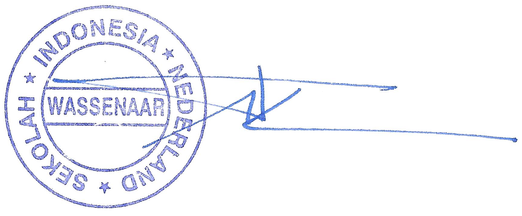 SEKOLAH ★ INDONESIA ★ NEDERLAND ★
WASSENAAR